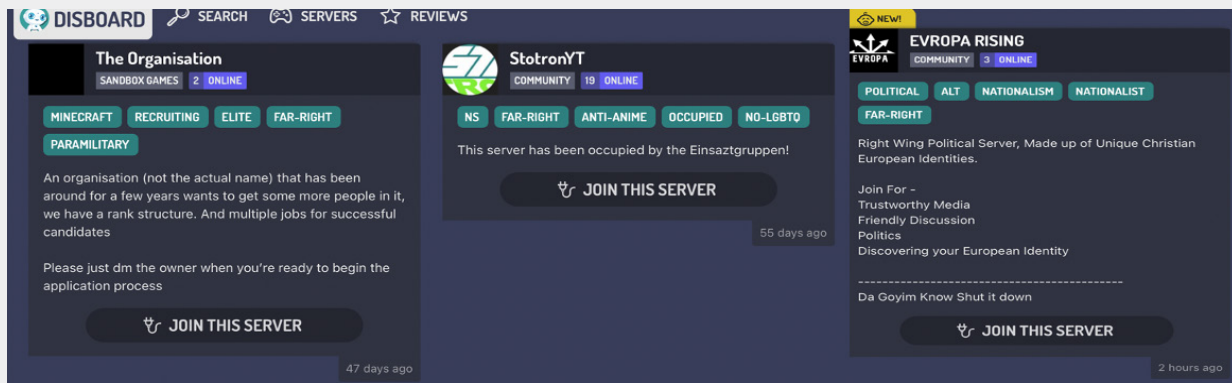 DISBOARD SEARCH SERVERS REVIEWS
The Organisation
SANDBOX GAMES 2 ONLINE
MINECRAFT RECRUITING ELITE FAR-RIGHT
PARAMILITARY
An organisation (not the actual name) that has been
around for a few years wants to get some more people in it,
we have a rank structure. And multiple jobs for successful
candidates
Please just dm the owner when you're ready to begin the
application process
JOIN THIS SERVER
47 days ago
StotronYT
COMMUNITY 19 ONLINE
NS FAR-RIGHT ANTI-ANIME OCCUPIED NO-LGBTQ
This server has been occupied by the Einsaztgruppen!
JOIN THIS SERVER
55 days ago
NEW!
EVROPA
EVROPA RISING
COMMUNITY 3 ONLINE
POLITICAL ALT NATIONALISM NATIONALIST
FAR-RIGHT
Right Wing Political Server, Made up of Unique Christian
European Identities.
Join For -
Trustworthy Media
Friendly Discussion
Politics
Discovering your European Identity
--------------------------------------------
Da Goyim Know Shut it down
JOIN THIS SERVER
2 hours ago